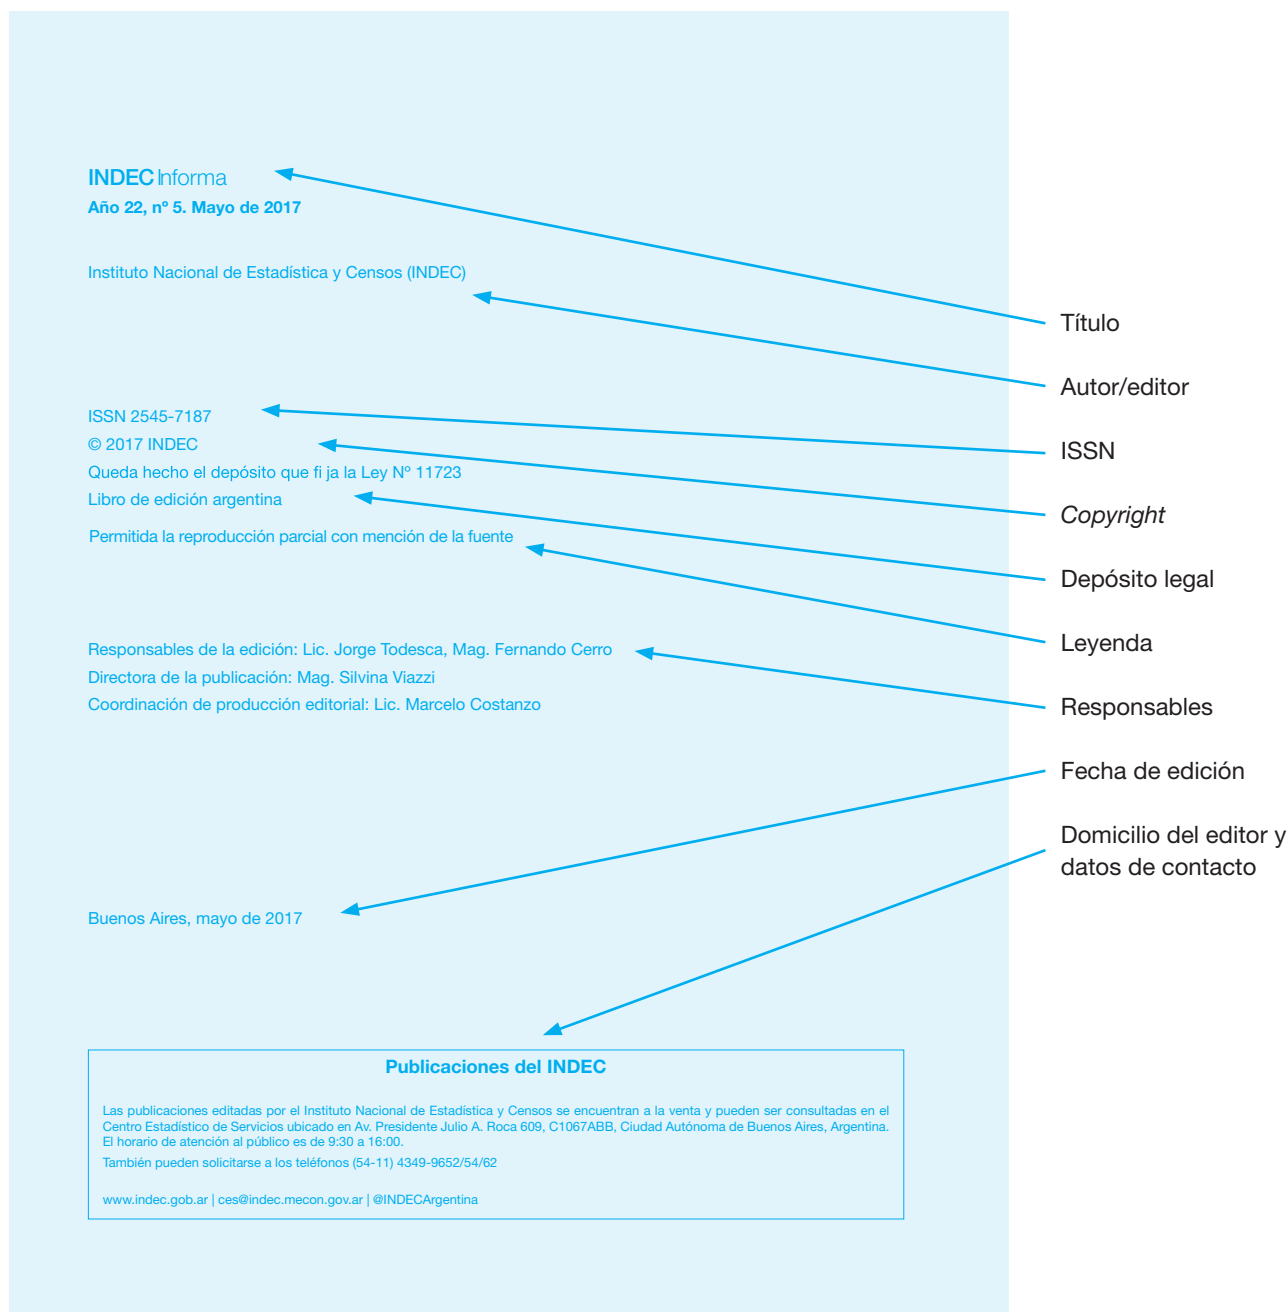 INDEC Informa
Año 22, nº 5. Mayo de 2017
Instituto Nacional de Estadística y Censos (INDEC)
ISSN 2545-7187
© 2017 INDEC
Queda hecho el depósito que fi ja la Ley Nº 11723
Libro de edición argentina
Permitida la reproducción parcial con mención de la fuente
Responsables de la edición: Lic. Jorge Todesca, Mag. Fernando Cerro
Directora de la publicación: Mag. Silvina Viazzi
Coordinación de producción editorial: Lic. Marcelo Costanzo
Buenos Aires, mayo de 2017
Publicaciones del INDEC
Las publicaciones editadas por el Instituto Nacional de Estadística y Censos se encuentran a la venta y pueden ser consultadas en el
Centro Estadístico de Servicios ubicado en Av. Presidente Julio A. Roca 609, C1067ABB, Ciudad Autónoma de Buenos Aires, Argentina.
El horario de atención al público es de 9:30 a 16:00.
También pueden solicitarse a los teléfonos (54-11) 4349-9652/54/62
www.indec.gob.ar | ces@indec.mecon.gov.ar | @INDECArgentina
Título
Autor/editor
ISSN
Copyright
Depósito legal
Leyenda
Responsables
Fecha de edición
Domicilio del editor y
datos de contacto